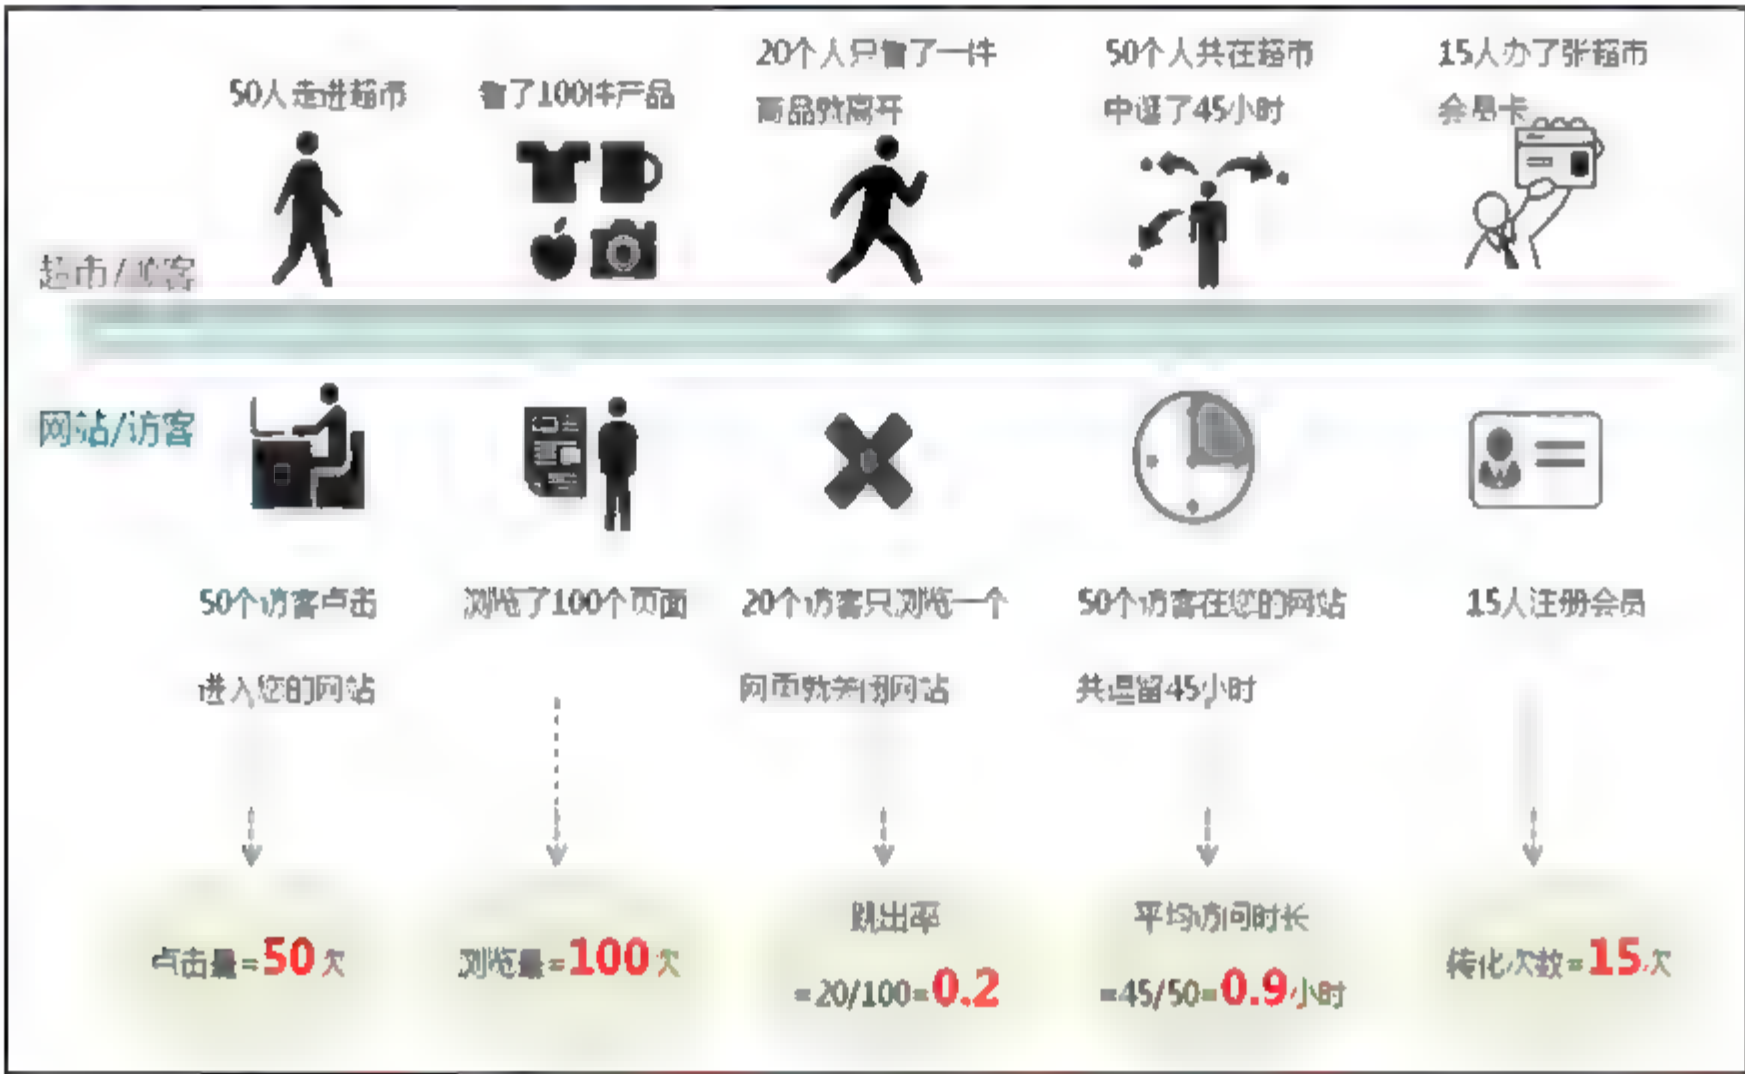 50人走进超市
看了100件产品
20个人只看了一件
商品就离开
50个人共在超市
中逛了45小时
15人办了张超市
会员卡
超市/访客
网站/访客
50个访客点击
进入您的网站
浏览了100个页面
20个访客只浏览一个
网页就关闭网站
50个访客在您的网站
共逗留45小时
15人注册会员
点击量=50次
浏览量=100次
跳出率
=20/100=0.2
平均访问时长
=45/50=0.9小时
转化次数=15次